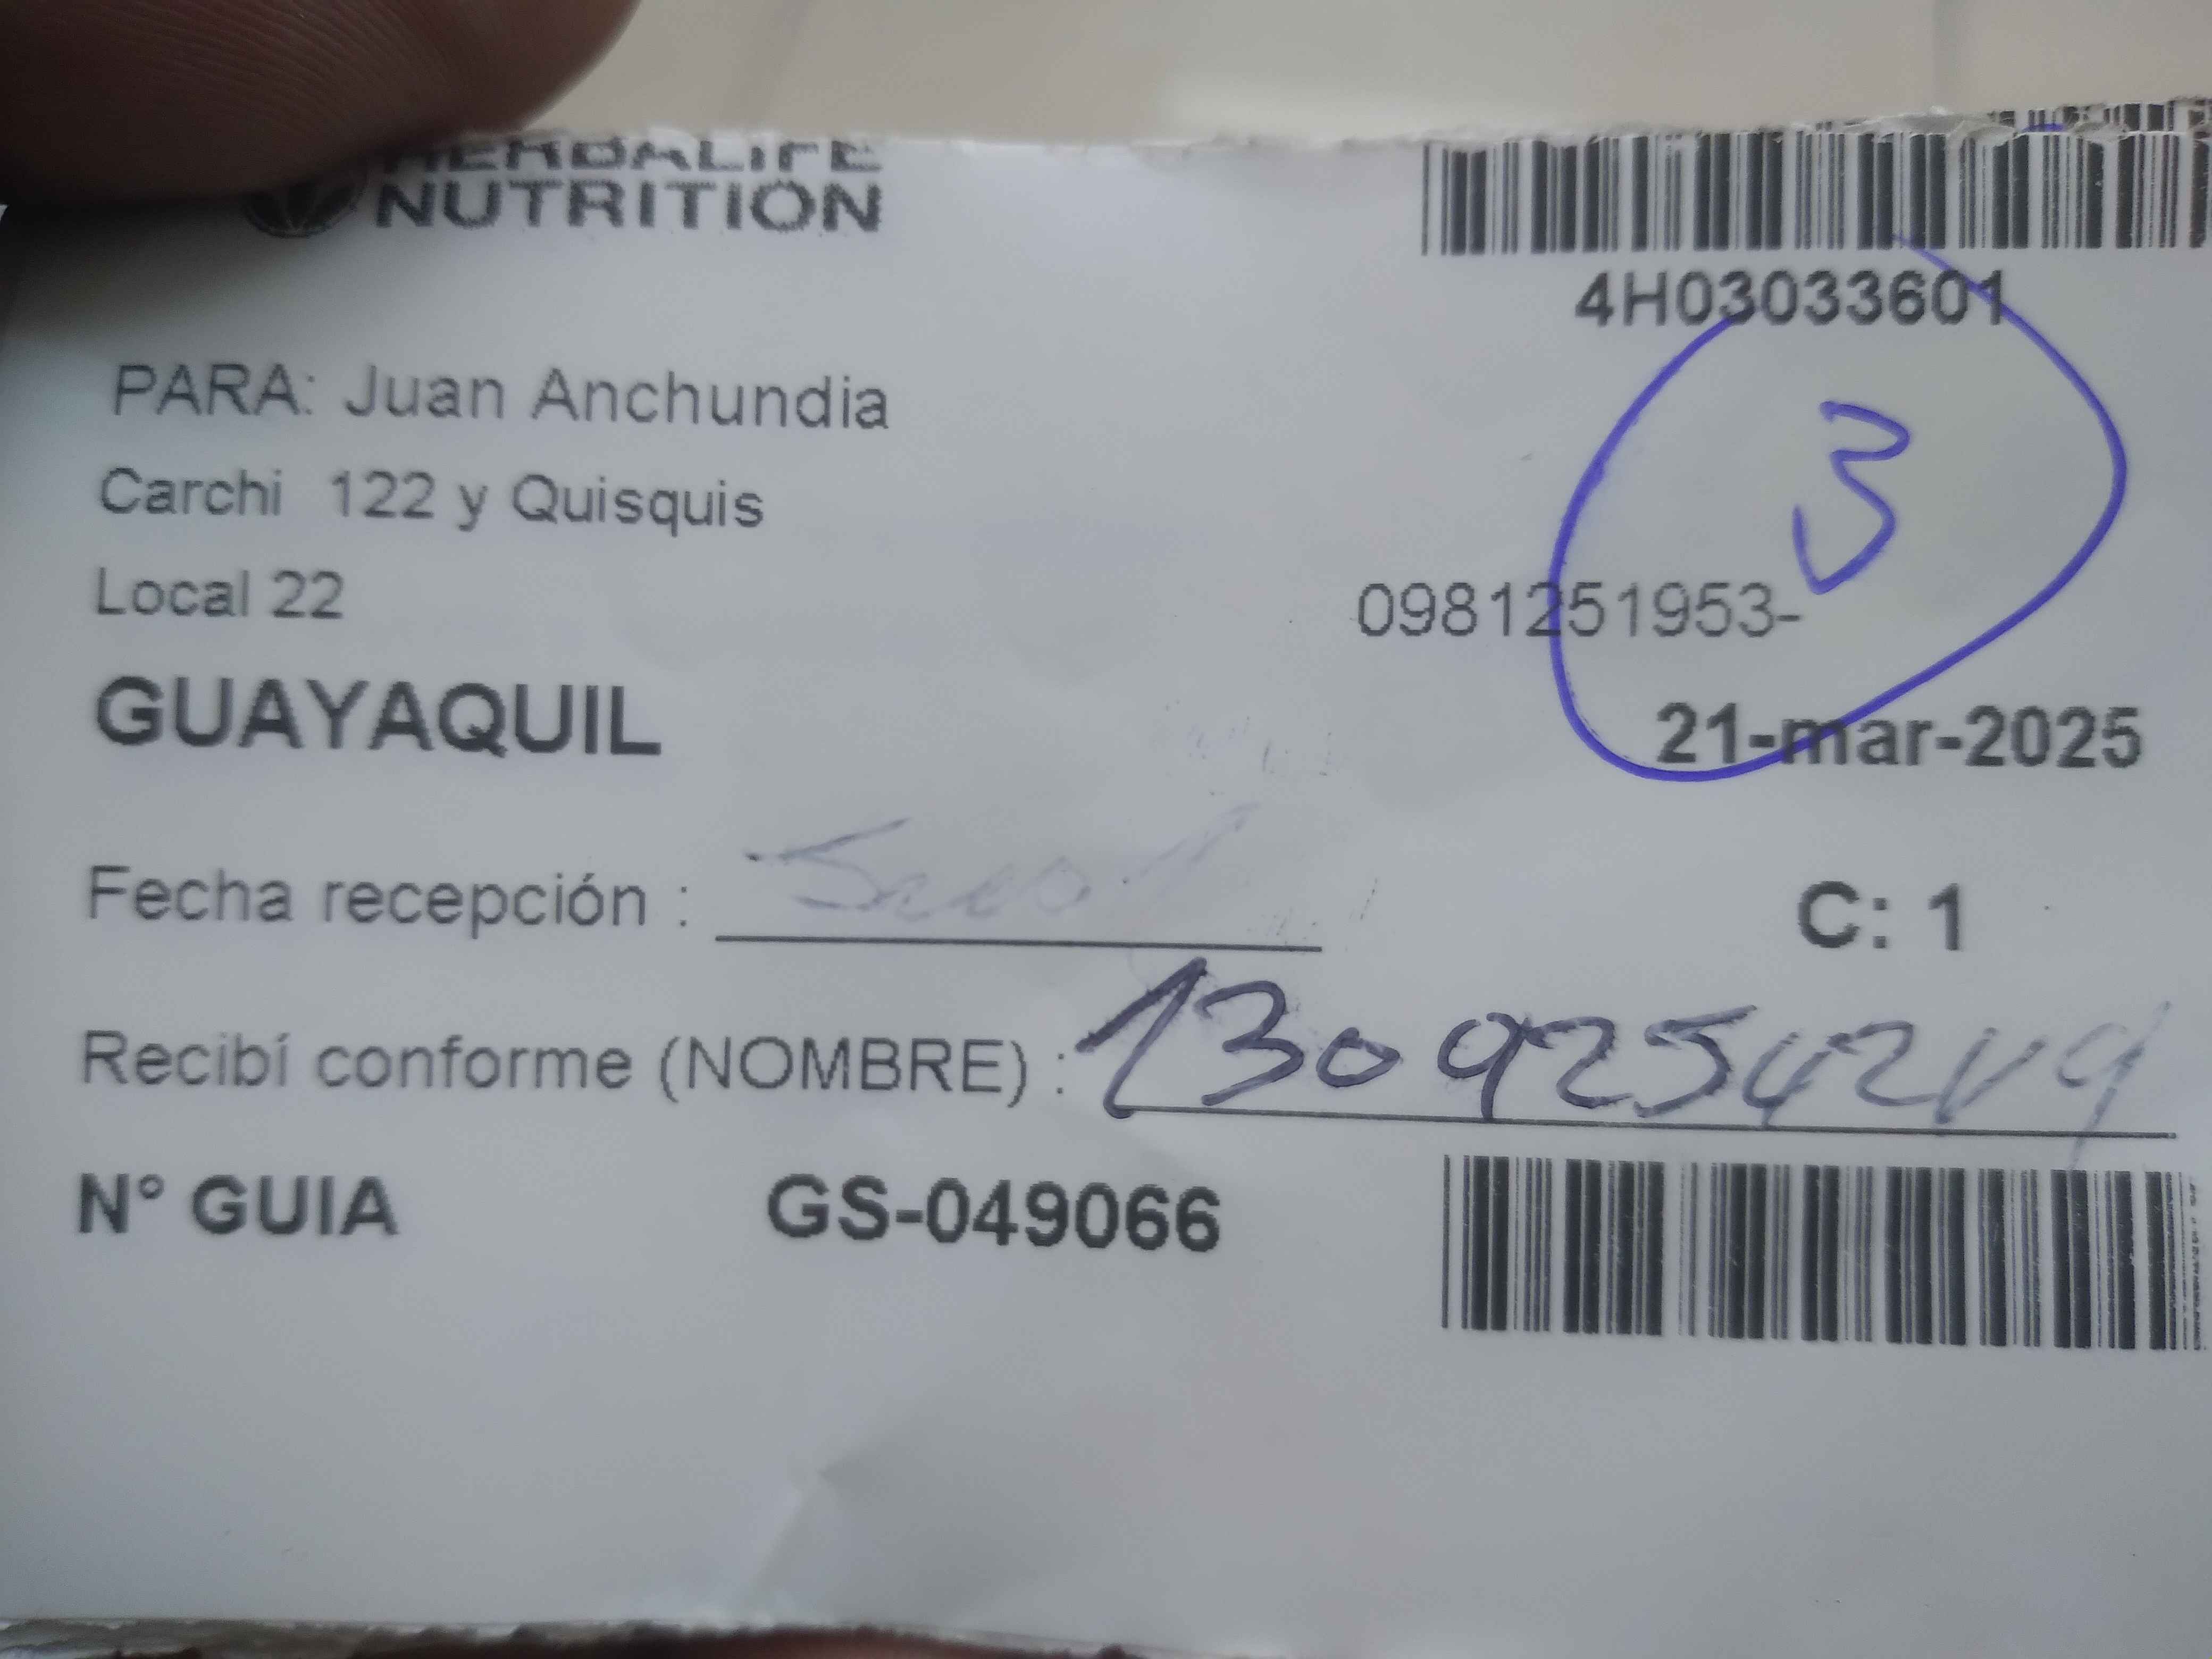 HERBALIFE
NUTRITION
4H03033601
PARA: Juan Anchundia
3
Carchi 122 y Quisquis
Local 22
0981251953-
GUAYAQUIL
21-mar-2025
Fecha recepción :
C: 1
Recibí conforme (NOMBRE) : 1309254249
N° GUIA GS-049066